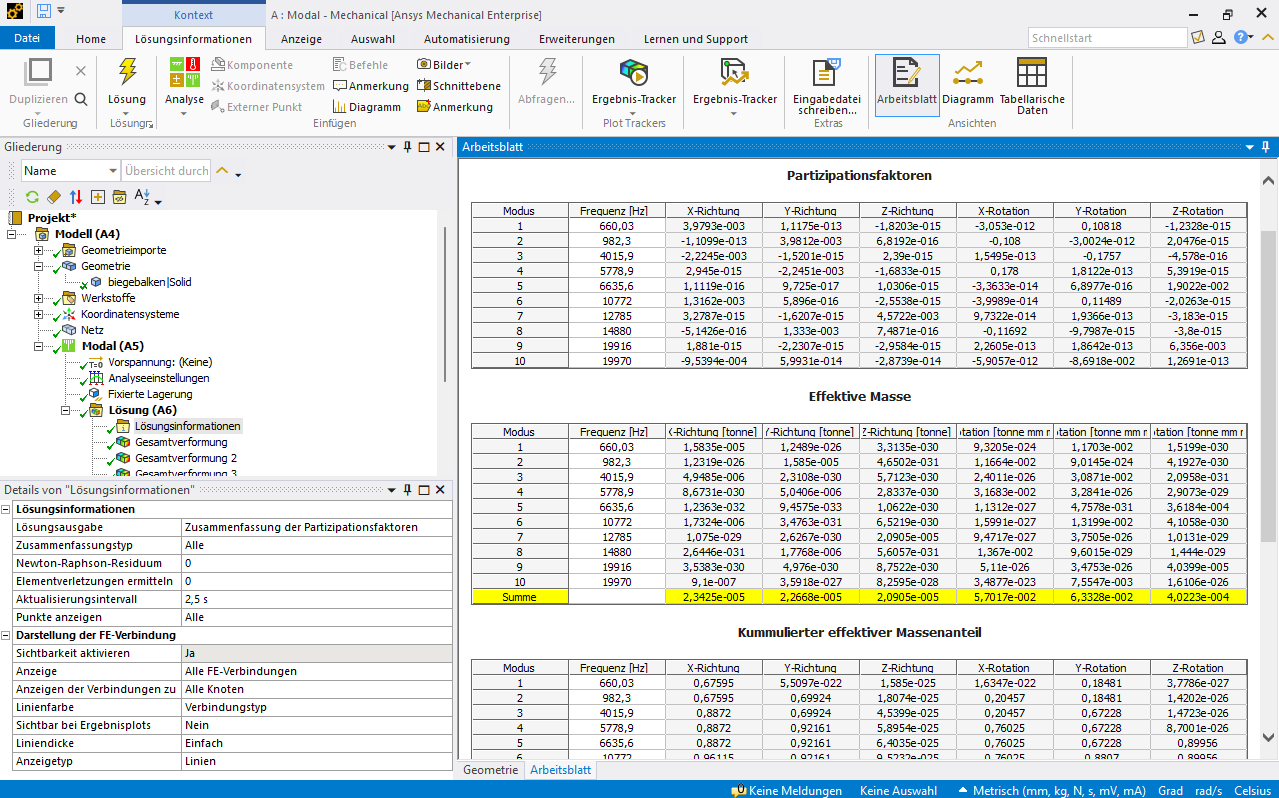 Kontext
A : Modal - Mechanical [Ansys Mechanical Enterprise]
Datei Home Lösungsinformationen Anzeige Auswahl Automatisierung Erweiterungen Lernen und Support Schnellstart
Duplizieren
Gliederung
Lösung
Lösung
Analyse
Komponente Befehle Bilder
Koordinatensystem Anmerkung Schnittebene
Externer Punkt Diagramm Anmerkung
Einfügen
Abfragen...
Ergebnis-Tracker
Plot Trackers
Ergebnis-Tracker
Eingabedatei schreiben...
Extras
Arbeitsblatt Diagramm Tabellarische Daten
Ansichten
Gliederung
Name Übersicht durch
Projekt*
Modell (A4)
Geometrieimporte
Geometrie
biegebalken|Solid
Werkstoffe
Koordinatensysteme
Netz
Modal (A5)
T=0 Vorspannung: (Keine)
Analyseeinstellungen
Fixierte Lagerung
Lösung (A6)
Lösungsinformationen
Gesamtverformung
Gesamtverformung 2
Gesamtverformung 3
Details von "Lösungsinformationen"
Lösungsinformationen
Lösungsausgabe Zusammenfassung der Partizipationsfaktoren
Zusammenfassungstyp Alle
Newton-Raphson-Residuum 0
Elementverletzungen ermitteln 0
Aktualisierungsintervall 2,5 s
Punkte anzeigen Alle
Darstellung der FE-Verbindung
Sichtbarkeit aktivieren Ja
Anzeige Alle FE-Verbindungen
Anzeigen der Verbindungen zu Alle Knoten
Linienfarbe Verbindungstyp
Sichtbar bei Ergebnisplots Nein
Liniendicke Einfach
Anzeigetyp Linien
Arbeitsblatt
Partizipationsfaktoren
Modus Frequenz [Hz] X-Richtung Y-Richtung Z-Richtung X-Rotation Y-Rotation Z-Rotation
1 660,03 3,9793e-003 1,1175e-013 -1,8203e-015 -3,053e-012 0,10818 -1,2328e-015
2 982,3 -1,1099e-013 3,9812e-003 6,8192e-016 -0,108 -3,0024e-012 2,0476e-015
3 4015,9 -2,2245e-003 -1,5201e-015 2,39e-015 1,5495e-013 -0,1757 -4,578e-016
4 5778,9 2,945e-015 -2,2451e-003 -1,6833e-015 0,178 1,8122e-013 5,3919e-015
5 6635,6 1,1119e-016 9,725e-017 1,0306e-015 -3,3633e-014 6,8977e-016 1,9022e-002
6 10772 1,3162e-003 5,896e-016 -2,5538e-015 -3,9989e-014 0,11489 -2,0263e-015
7 12785 3,2787e-015 -1,6207e-015 4,5722e-003 9,7322e-014 1,9366e-013 -3,183e-015
8 14880 -5,1426e-016 1,333e-003 7,4871e-016 -0,11692 -9,7987e-015 -3,8e-015
9 19916 1,881e-015 -2,2307e-015 -2,9584e-015 2,2605e-013 1,8642e-013 6,356e-003
10 19970 -9,5394e-004 5,9931e-014 -2,8739e-014 -5,9057e-012 -8,6918e-002 1,2691e-013
Effektive Masse
Modus Frequenz [Hz] X-Richtung [tonne] Y-Richtung [tonne] Z-Richtung [tonne] tation [tonne mm m tation [tonne mm m tation [tonne mm m
1 660,03 1,5835e-005 1,2489e-026 3,3135e-030 9,3205e-024 1,1703e-002 1,5199e-030
2 982,3 1,2319e-026 1,585e-005 4,6502e-031 1,1664e-002 9,0145e-024 4,1927e-030
3 4015,9 4,9485e-006 2,3108e-030 5,7123e-030 2,4011e-026 3,0871e-002 2,0958e-031
4 5778,9 8,6731e-030 5,0406e-006 2,8337e-030 3,1683e-002 3,2841e-026 2,9073e-029
5 6635,6 1,2363e-032 9,4575e-033 1,0622e-030 1,1312e-027 4,7578e-031 3,6184e-004
6 10772 1,7324e-006 3,4763e-031 6,5219e-030 1,5991e-027 1,3199e-002 4,1058e-030
7 12785 1,075e-029 2,6267e-030 2,0905e-005 9,4717e-027 3,7505e-026 1,0131e-029
8 14880 2,6446e-031 1,7768e-006 5,6057e-031 1,367e-002 9,6015e-029 1,444e-029
9 19916 3,5383e-030 4,976e-030 8,7522e-030 5,11e-026 3,4753e-026 4,0399e-005
10 19970 9,1e-007 3,5918e-027 8,2595e-028 3,4877e-023 7,5547e-003 1,6106e-026
Summe 2,3425e-005 2,2668e-005 2,0905e-005 5,7017e-002 6,3328e-002 4,0223e-004
Kummulierter effektiver Massenanteil
Modus Frequenz [Hz] X-Richtung Y-Richtung Z-Richtung X-Rotation Y-Rotation Z-Rotation
1 660,03 0,67595 5,5097e-022 1,585e-025 1,6347e-022 0,18481 3,7786e-027
2 982,3 0,67595 0,69924 1,8074e-025 0,20457 0,18481 1,4202e-026
3 4015,9 0,8872 0,69924 4,5399e-025 0,20457 0,67228 1,4723e-026
4 5778,9 0,8872 0,92161 5,8954e-025 0,76025 0,67228 8,7001e-026
5 6635,6 0,8872 0,92161 6,4035e-025 0,76025 0,67228 0,89956
6 10772 0,96115 0,92161 9,5232e-025 0,76025 0,8807 0,89956
Geometrie Arbeitsblatt
Keine Meldungen Keine Auswahl Metrisch (mm, kg, N, s, mV, mA) Grad rad/s Celsius